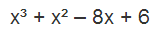 x³ + x² – 8x + 6